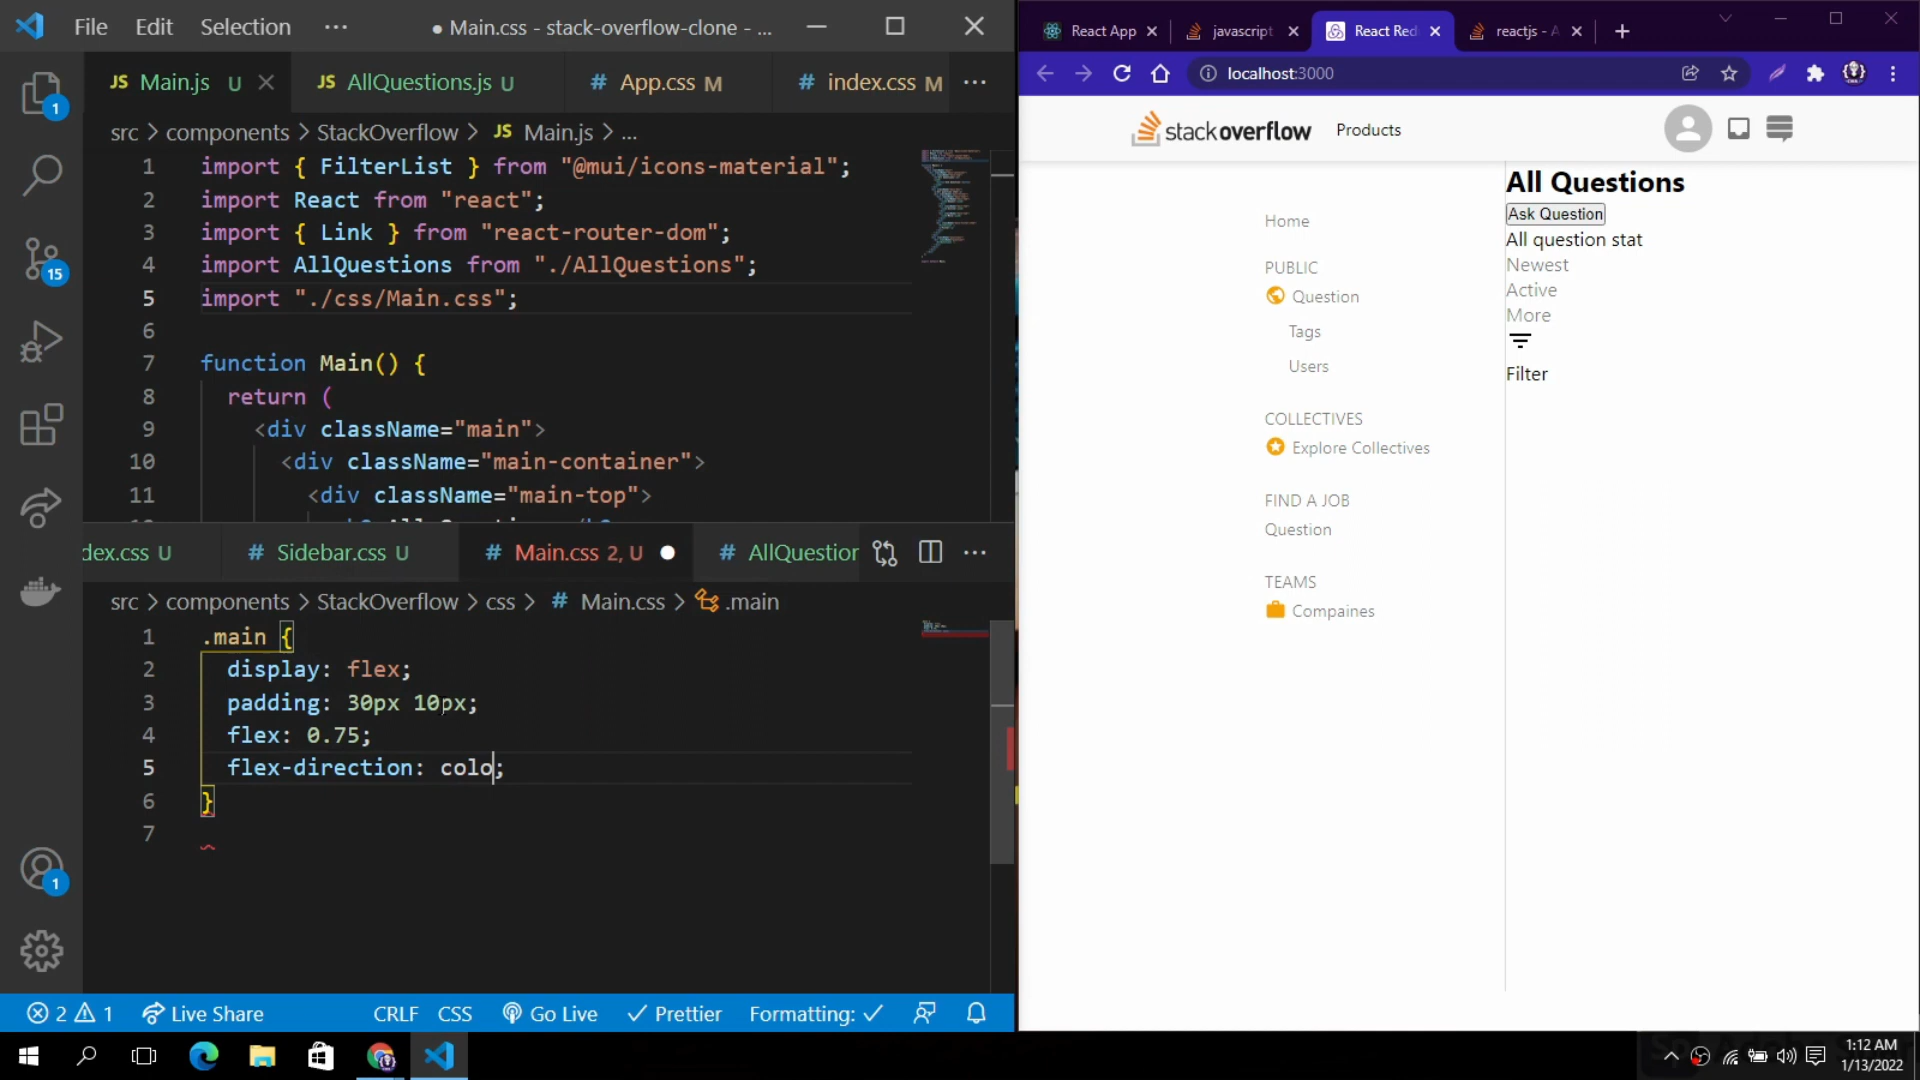 File Edit Selection ··· ● Main.css - stack-overflow-clone - ...
JS Main.js U JS AllQuestions.js U # App.css M # index.css M ···
src > components > StackOverflow > JS Main.js > ...
1 import { FilterList } from "@mui/icons-material";
2 import React from "react";
3 import { Link } from "react-router-dom";
4 import AllQuestions from "./AllQuestions";
5 import "./css/Main.css";
6
7 function Main() {
8 return (
9 <div className="main">
10 <div className="main-container">
11 <div className="main-top">
dex.css U # Sidebar.css U # Main.css 2, U # AllQuestior ···
src > components > StackOverflow > css > # Main.css > .main
1 .main {
2 display: flex;
3 padding: 30px 10px;
4 flex: 0.75;
5 flex-direction: colo;
6 }
7
1
15
1
2 1 Live Share CRLF CSS Go Live Prettier Formatting:
React App javascript React Red reactjs - A
localhost:3000
stackoverflow Products
Home
PUBLIC
Question
Tags
Users
COLLECTIVES
Explore Collectives
FIND A JOB
Question
TEAMS
Compaines
All Questions
Ask Question
All question stat
Newest
Active
More
Filter
1:12 AM
1/13/2022